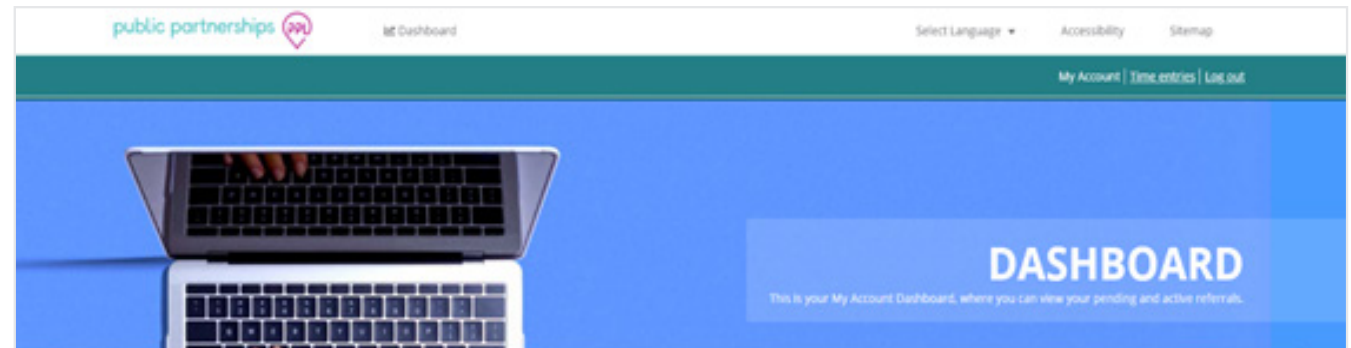 public partnerships PPL
Dashboard
Select Language
Accessibility
Sitemap
My Account | Time entries | Log out
DASHBOARD
This is your My Account Dashboard, where you can view your pending and active referrals.